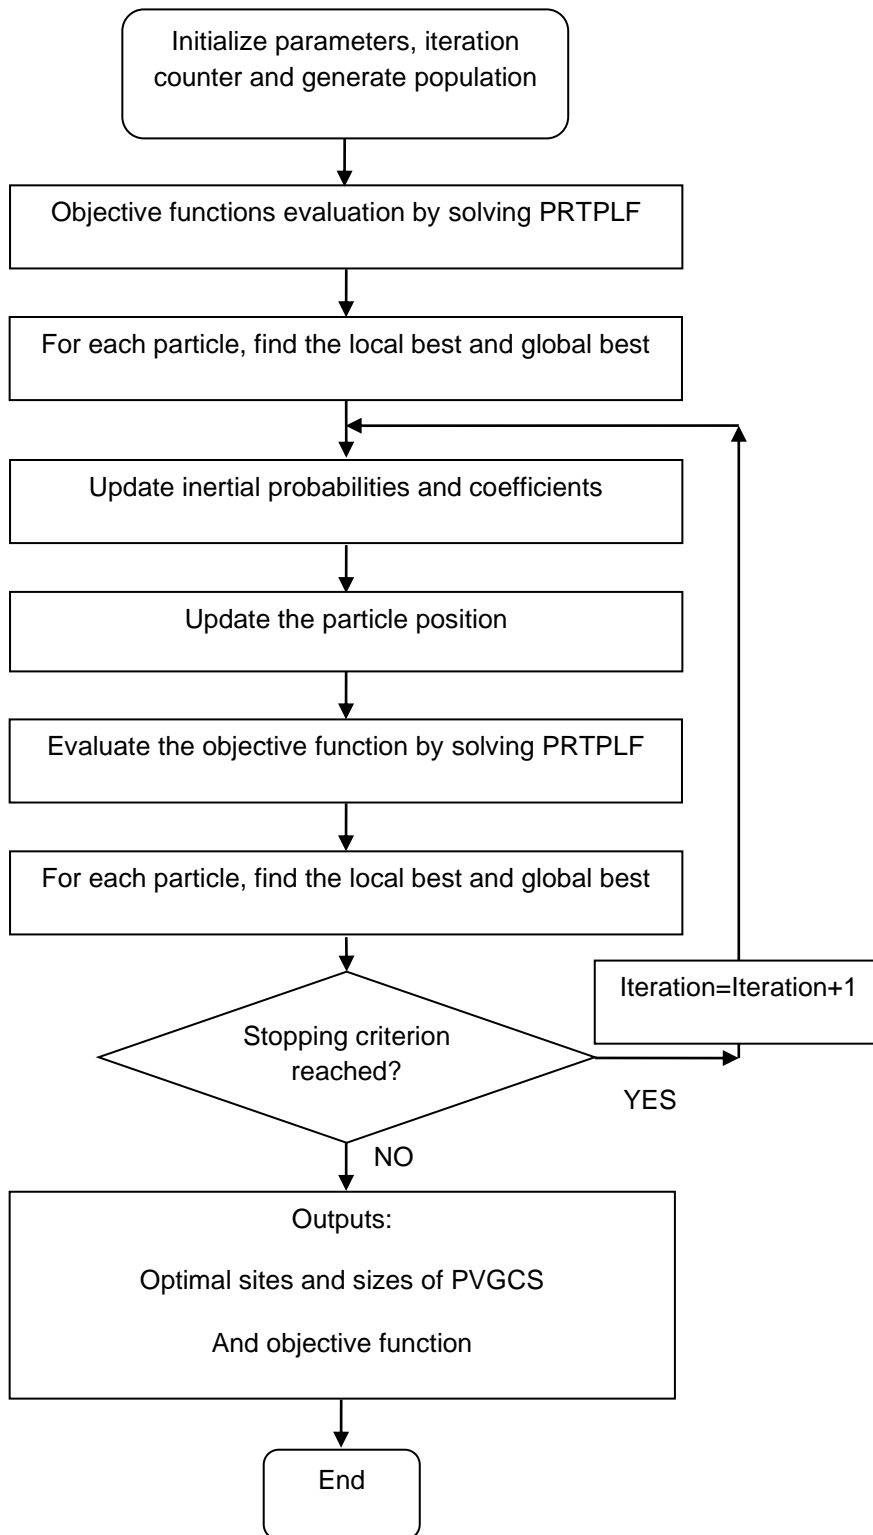 Initialize parameters, iteration
counter and generate population
Objective functions evaluation by solving PRTPLF
For each particle, find the local best and global best
Update inertial probabilities and coefficients
Update the particle position
Evaluate the objective function by solving PRTPLF
For each particle, find the local best and global best
Iteration=Iteration+1
Stopping criterion
reached?
YES
NO
Outputs:
Optimal sites and sizes of PVGCS
And objective function
End